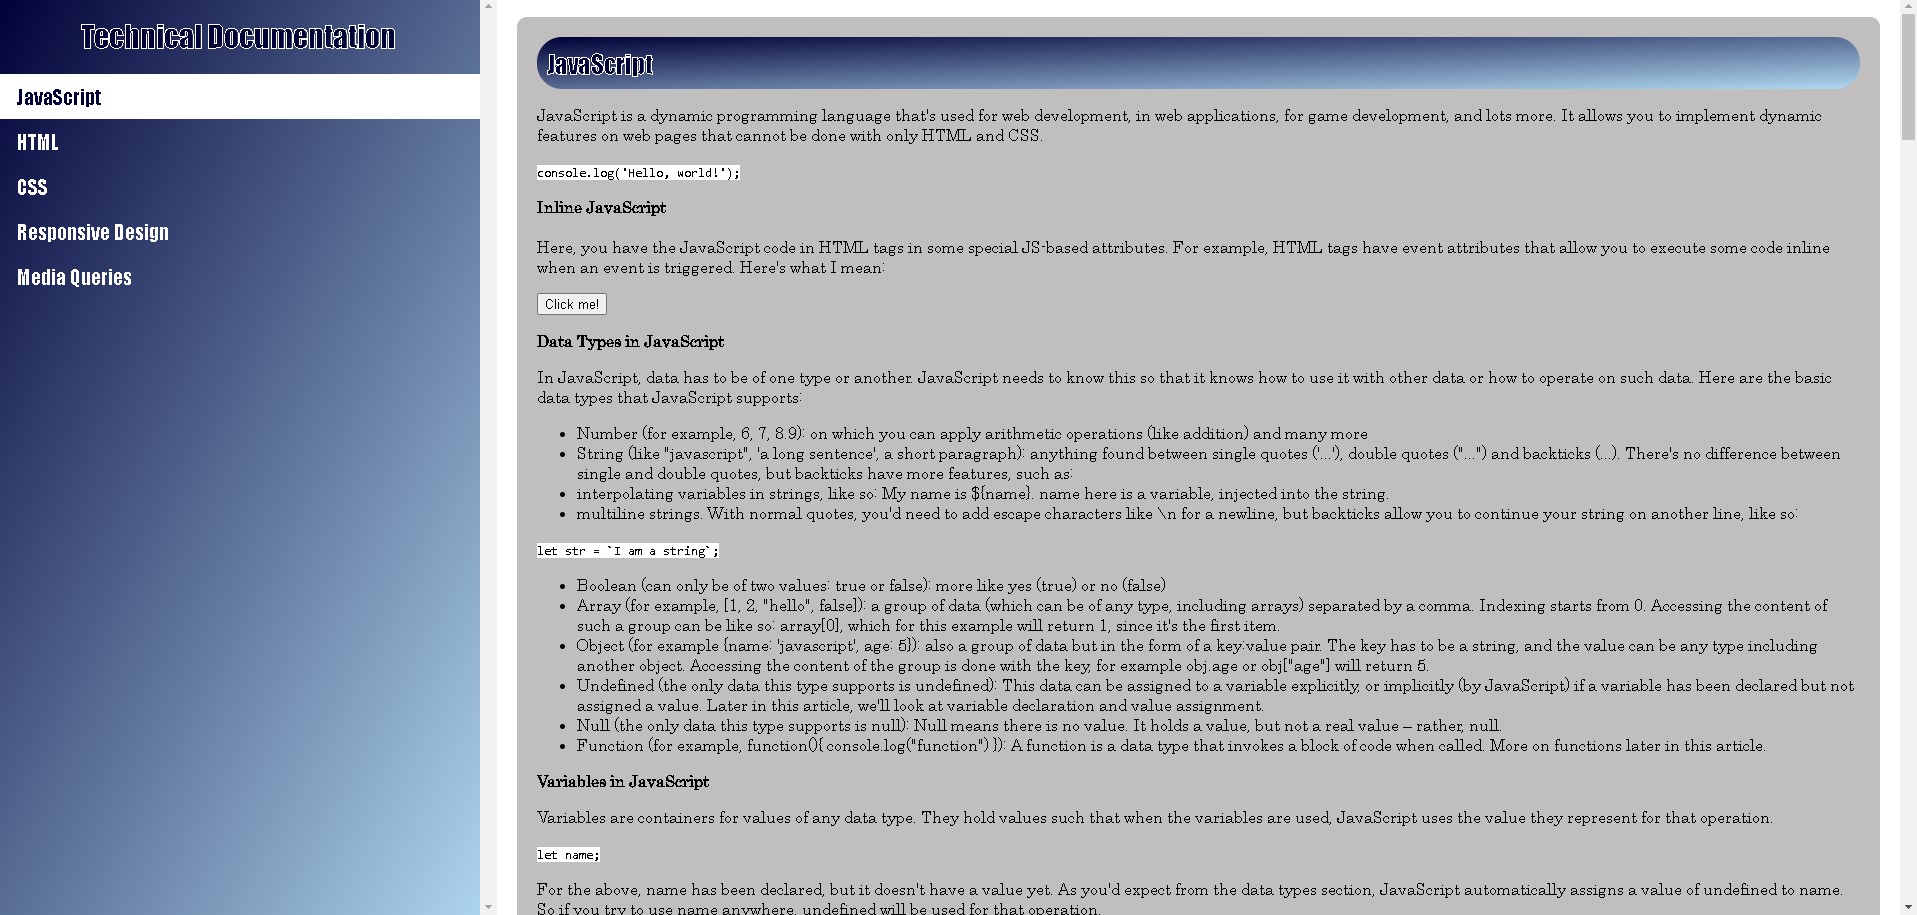 Technical Documentation
JavaScript
HTML
CSS
Responsive Design
Media Queries
JavaScript
JavaScript is a dynamic programming language that's used for web development, in web applications, for game development, and lots more. It allows you to implement dynamic
features on web pages that cannot be done with only HTML and CSS.
console.log('Hello, world!');
Inline JavaScript
Here, you have the JavaScript code in HTML tags in some special JS-based attributes. For example, HTML tags have event attributes that allow you to execute some code inline
when an event is triggered. Here's what I mean:
Click me!
Data Types in JavaScript
In JavaScript, data has to be of one type or another. JavaScript needs to know this so that it knows how to use it with other data or how to operate on such data. Here are the basic
data types that JavaScript supports:
• Number (for example, 6, 7, 8.9): on which you can apply arithmetic operations (like addition) and many more
• String (like "javascript", 'a long sentence', a short paragraph): anything found between single quotes ('...'), double quotes ("...") and backticks (...). There's no difference between
single and double quotes, but backticks have more features, such as:
• interpolating variables in strings, like so: My name is ${name}. name here is a variable, injected into the string.
• multiline strings. With normal quotes, you'd need to add escape characters like \n for a newline, but backticks allow you to continue your string on another line, like so:
let str = `I am a string`;
• Boolean (can only be of two values: true or false): more like yes (true) or no (false)
• Array (for example, [1, 2, "hello", false]): a group of data (which can be of any type, including arrays) separated by a comma. Indexing starts from 0. Accessing the content of
such a group can be like so: array[0], which for this example will return 1, since it's the first item.
• Object (for example {name: 'javascript', age: 5}): also a group of data but in the form of a key:value pair. The key has to be a string, and the value can be any type including
another object. Accessing the content of the group is done with the key, for example obj.age or obj["age"] will return 5.
• Undefined (the only data this type supports is undefined): This data can be assigned to a variable explicitly, or implicitly (by JavaScript) if a variable has been declared but not
assigned a value. Later in this article, we'll look at variable declaration and value assignment.
• Null (the only data this type supports is null): Null means there is no value. It holds a value, but not a real value – rather, null.
• Function (for example, function(){ console.log("function") }): A function is a data type that invokes a block of code when called. More on functions later in this article.
Variables in JavaScript
Variables are containers for values of any data type. They hold values such that when the variables are used, JavaScript uses the value they represent for that operation.
let name;
For the above, name has been declared, but it doesn't have a value yet. As you'd expect from the data types section, JavaScript automatically assigns a value of undefined to name.
So if you try to use name anywhere, undefined will be used for that operation.